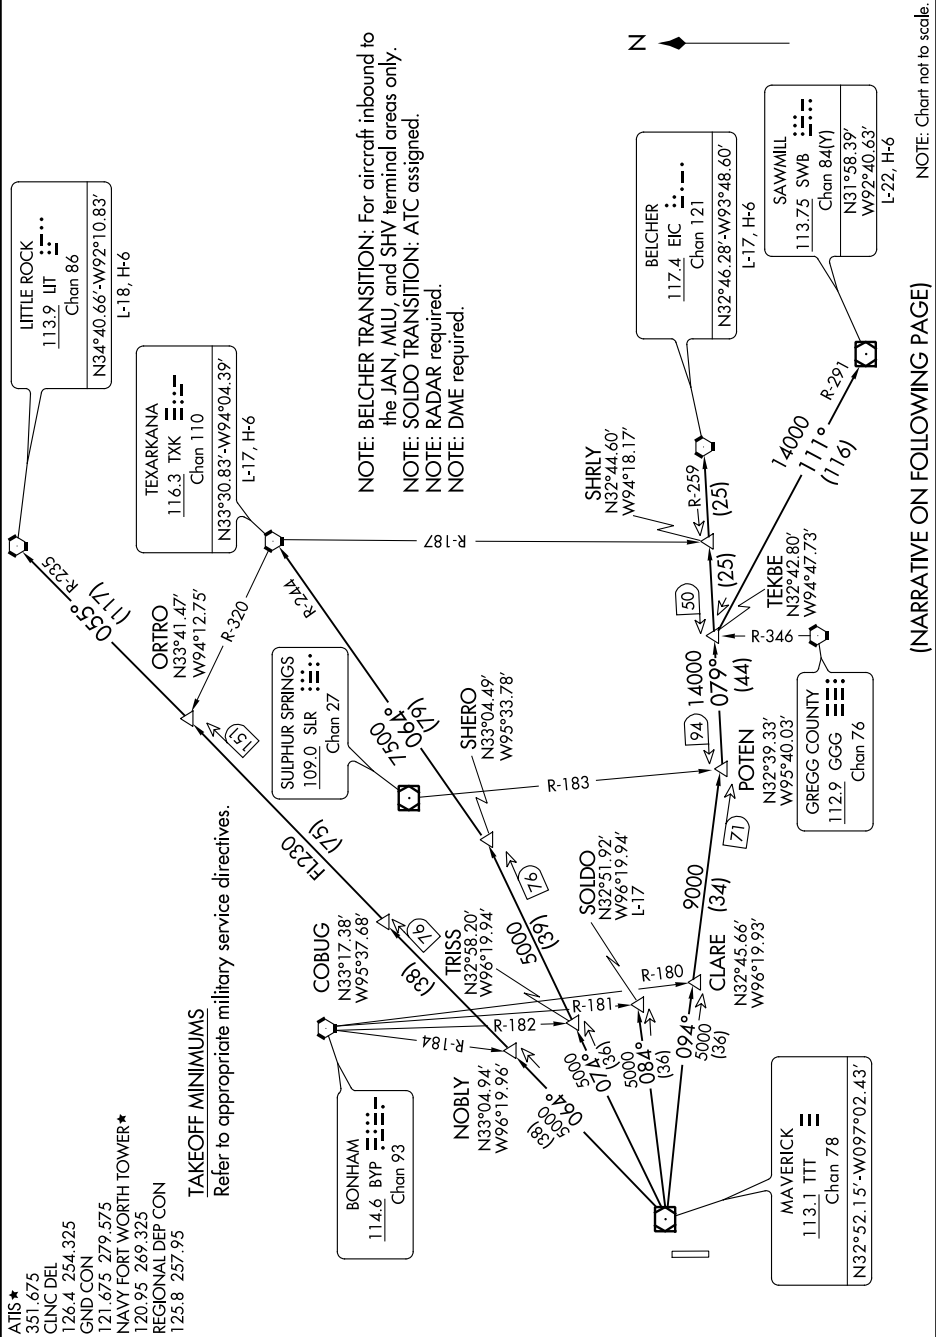 ATIS★
351.675
CLNC DEL
126.4 254.325
GND CON
121.675 279.575
NAVY FORT WORTH TOWER★
120.95 269.325
REGIONAL DEP CON
125.8 257.95
TAKEOFF MINIMUMS
Refer to appropriate military service directives.
LITTLE ROCK
113.9 LIT
Chan 86
N34°40.66′-W92°10.83′
L-18, H-6
R-235
055°
(117)
TEXARKANA
116.3 TXK
Chan 110
N33°30.83′-W94°04.39′
L-17, H-6
ORTRO
N33°41.47′
W94°12.75′
R-320
R-244
R-187
151
FL230
(75)
NOTE: BELCHER TRANSITION: For aircraft inbound to
the JAN, MLU, and SHV terminal areas only.
NOTE: SOLDO TRANSITION: ATC assigned.
NOTE: RADAR required.
NOTE: DME required.
SULPHUR SPRINGS
109.0 SLR
Chan 27
7500
064°
(79)
SHERO
N33°04.49′
W95°33.78′
R-183
COBUG
N33°17.38′
W95°37.68′
76
(38)
TRISS
N32°58.20′
W96°19.94′
76
5000
(39)
SOLDO
N32°51.92′
W96°19.94′
L-17
BONHAM
114.6 BYP
Chan 93
R-184
R-182
R-181
R-180
NOBLY
N33°04.94′
W96°19.96′
5000
064°
(38)
5000
074°
(36)
5000
084°
(36)
094°
5000
(36)
CLARE
N32°45.66′
W96°19.93′
9000
(34)
71
POTEN
N32°39.33′
W95°40.03′
94
14000
079°
(44)
GREGG COUNTY
112.9 GGG
Chan 76
R-346
TEKBE
N32°42.80′
W94°47.73′
50
(25)
SHRLY
N32°44.60′
W94°18.17′
R-259
(25)
BELCHER
117.4 EIC
Chan 121
N32°46.28′-W93°48.60′
L-17, H-6
14000
111°
(116)
R-291
SAWMILL
113.75 SWB
Chan 84(Y)
N31°58.39′
W92°40.63′
L-22, H-6
N
MAVERICK
113.1 TTT
Chan 78
N32°52.15′-W097°02.43′
NOTE: Chart not to scale.
(NARRATIVE ON FOLLOWING PAGE)